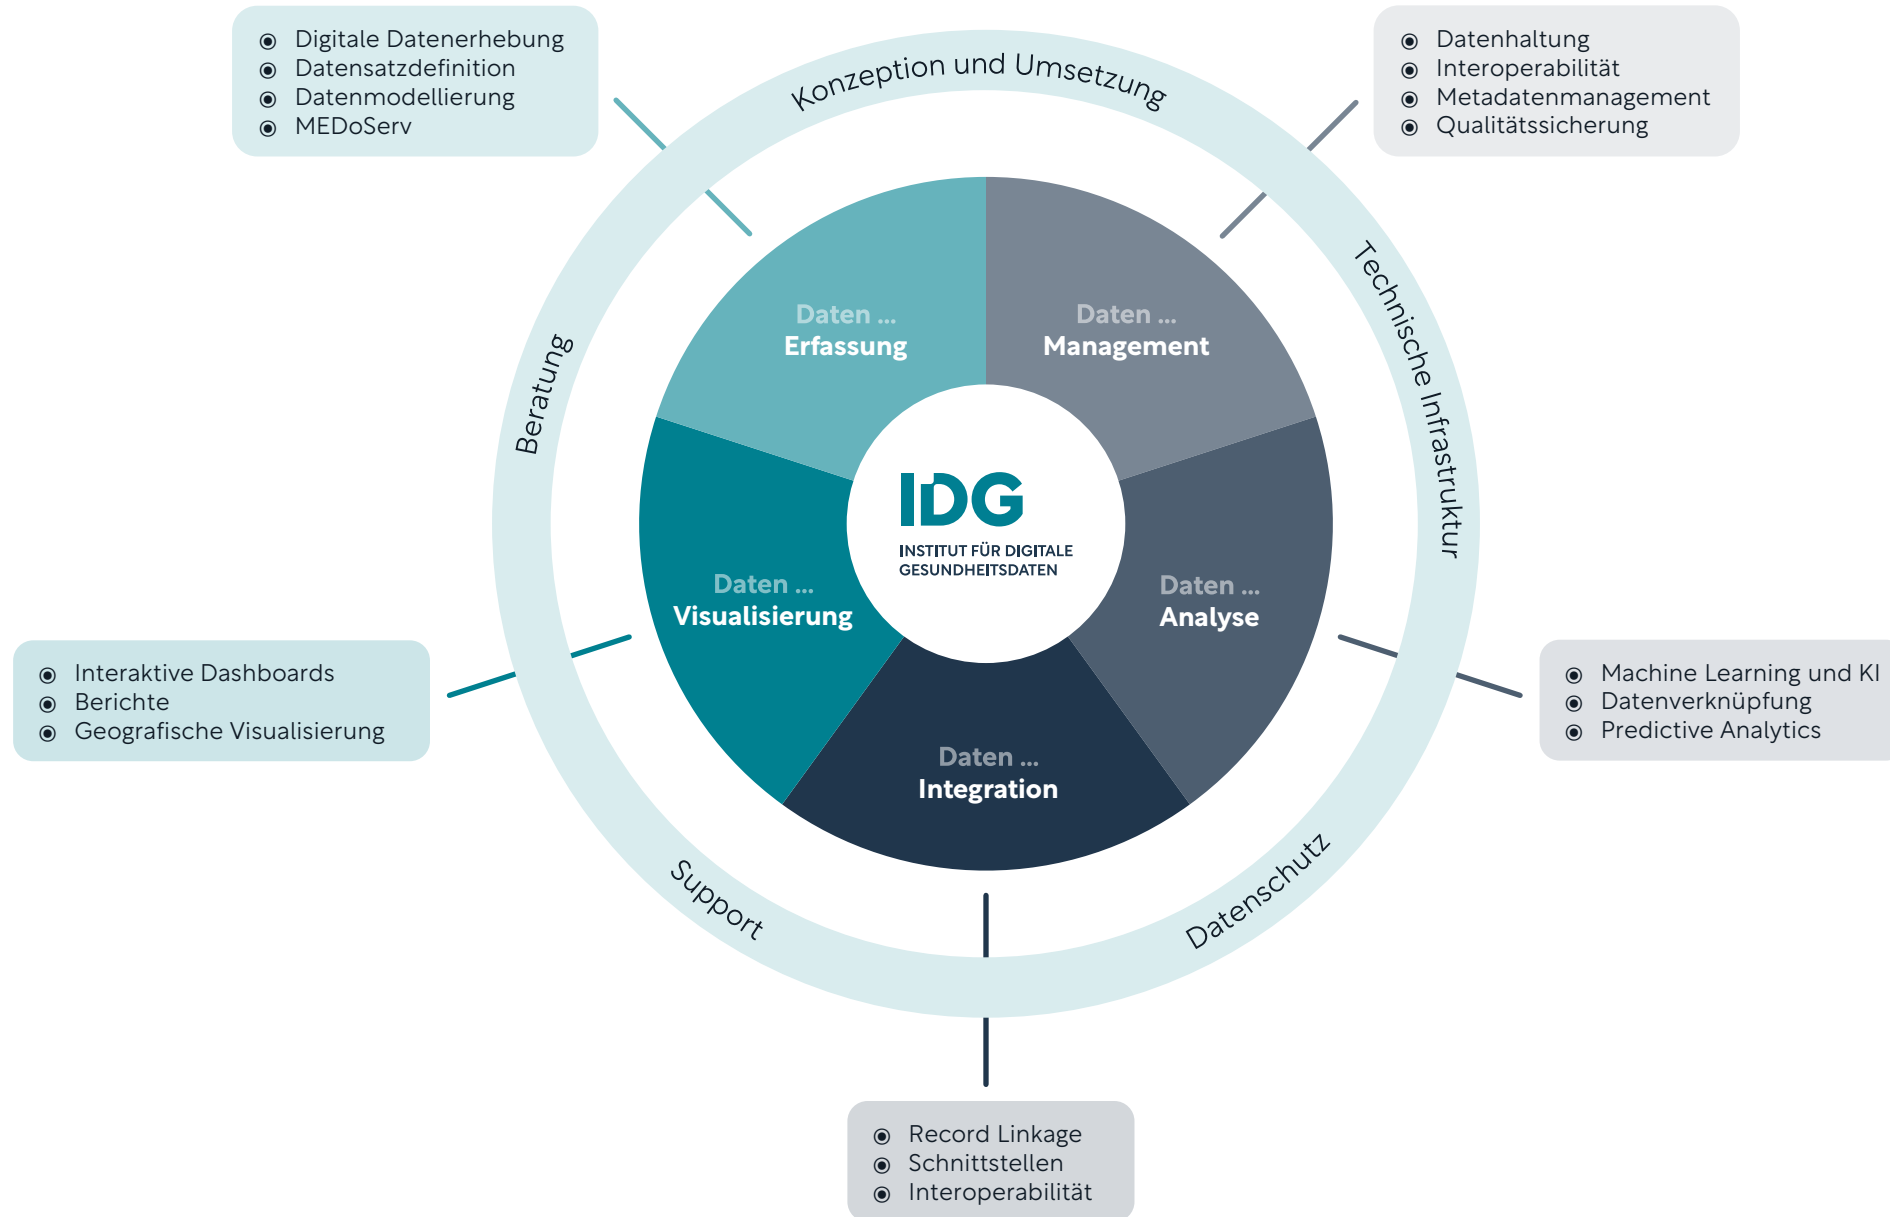 Digitale Datenerhebung
Datensatzdefinition
Datenmodellierung
MEDoServ
Konzeption und Umsetzung
Datenhaltung
Interoperabilität
Metadatenmanagement
Qualitätssicherung
Technische Infrastruktur
Beratung
Daten ...
Erfassung
Daten ...
Management
IDG
INSTITUT FÜR DIGITALE
GESUNDHEITSDATEN
Daten ...
Visualisierung
Daten ...
Analyse
Daten ...
Integration
Interaktive Dashboards
Berichte
Geografische Visualisierung
Machine Learning und KI
Datenverknüpfung
Predictive Analytics
Support
Datenschutz
Record Linkage
Schnittstellen
Interoperabilität